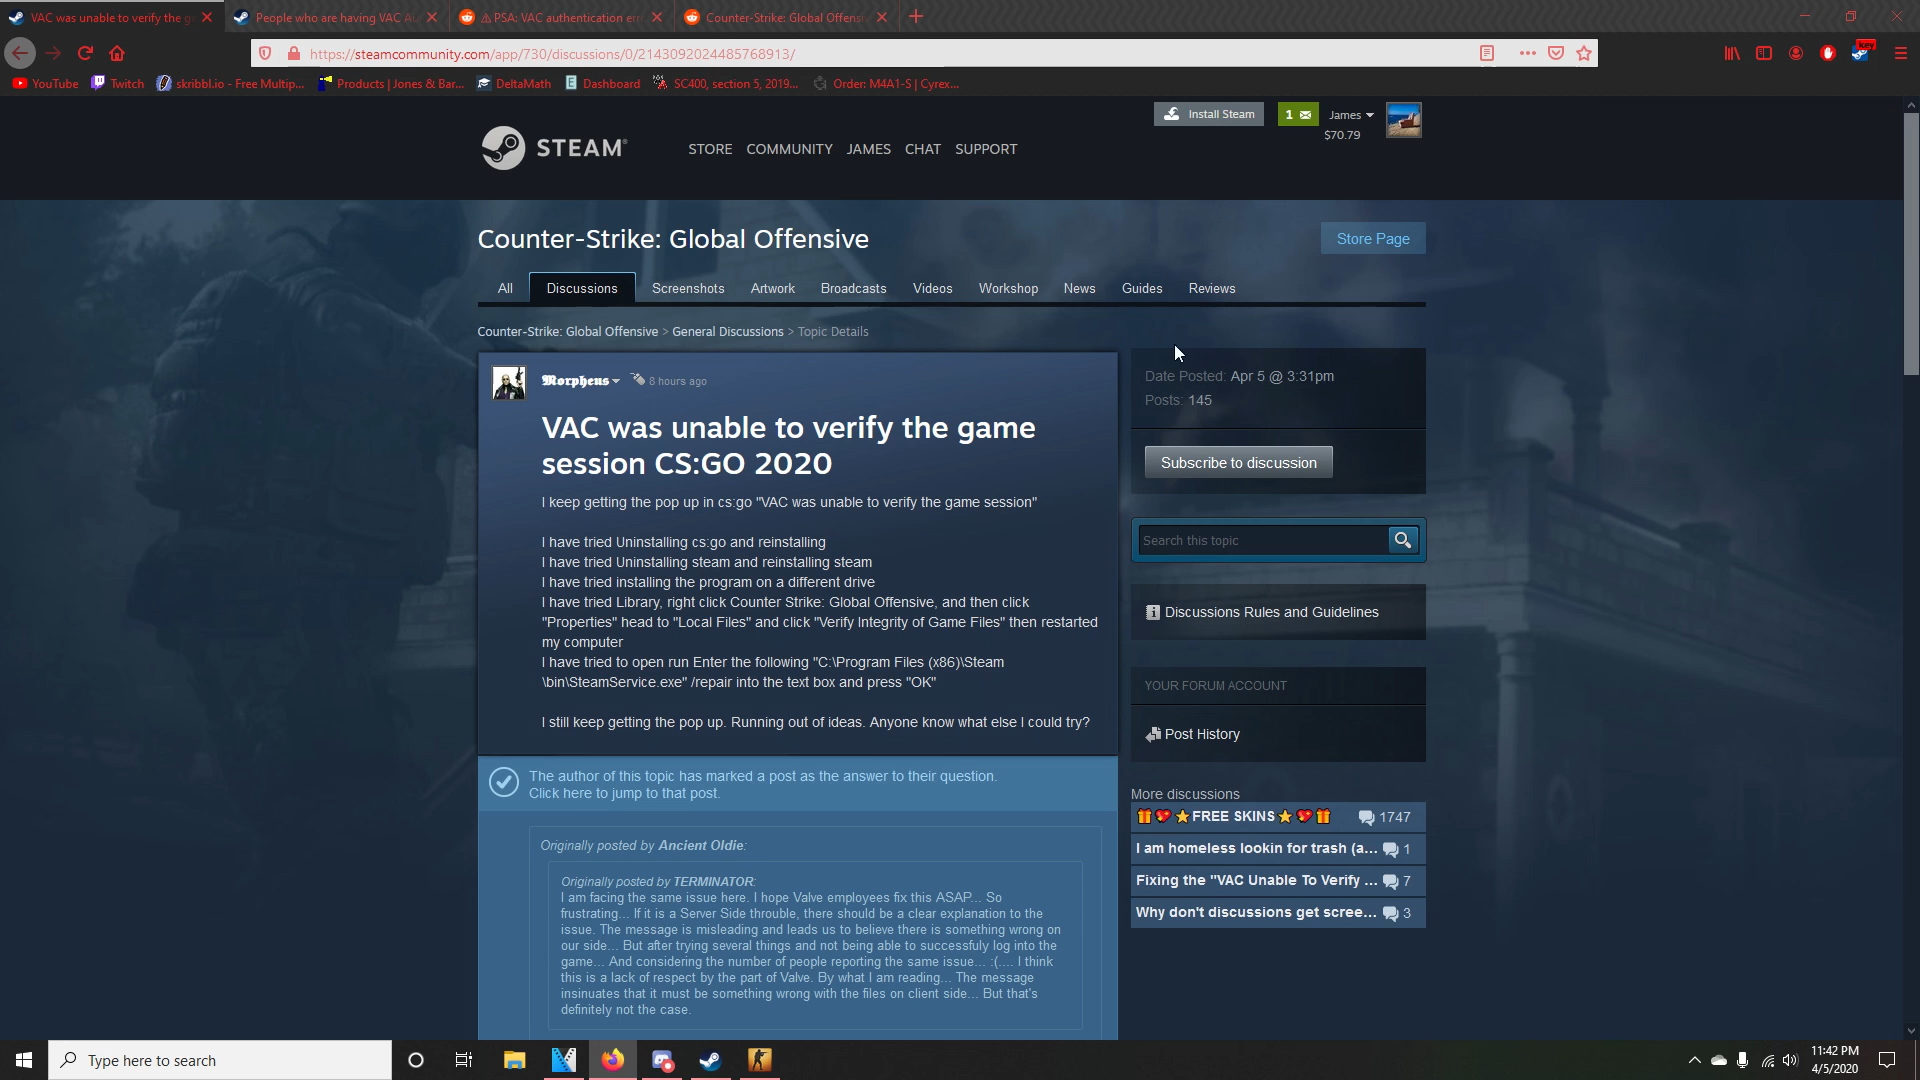 VAC was unable to verify the g
People who are having VAC Au
⚠PSA: VAC authentication err
Counter-Strike: Global Offensi
https://steamcommunity.com/app/730/discussions/0/2143092024485768913/
key
YouTube
Twitch
skribbl.io - Free Multip...
Products | Jones & Bar...
DeltaMath
Dashboard
SC400, section 5, 2019...
Order: M4A1-S | Cyrex...
Install Steam
1
James
$70.79
STEAM
STORE COMMUNITY JAMES CHAT SUPPORT
Counter-Strike: Global Offensive
Store Page
All Discussions Screenshots Artwork Broadcasts Videos Workshop News Guides Reviews
Counter-Strike: Global Offensive > General Discussions > Topic Details
𝕸orpheus 8 hours ago
VAC was unable to verify the game
session CS:GO 2020
I keep getting the pop up in cs:go "VAC was unable to verify the game session"
I have tried Uninstalling cs:go and reinstalling
I have tried Uninstalling steam and reinstalling steam
I have tried installing the program on a different drive
I have tried Library, right click Counter Strike: Global Offensive, and then click
"Properties" head to "Local Files" and click "Verify Integrity of Game Files" then restarted
my computer
I have tried to open run Enter the following "C:\Program Files (x86)\Steam
\bin\SteamService.exe" /repair into the text box and press "OK"
I still keep getting the pop up. Running out of ideas. Anyone know what else I could try?
The author of this topic has marked a post as the answer to their question.
Click here to jump to that post.
Originally posted by Ancient Oldie:
Originally posted by TERMINATOR:
I am facing the same issue here. I hope Valve employees fix this ASAP... So
frustrating... If it is a Server Side throuble, there should be a clear explanation to the
issue. The message is misleading and leads us to believe there is something wrong on
our side... But after trying several things and not being able to successfuly log into the
game... And considering the number of people reporting the same issue... :(.... I think
this is a lack of respect by the part of Valve. By what I am reading... The message
insinuates that it must be something wrong with the files on client side... But that's
definitely not the case.
Date Posted: Apr 5 @ 3:31pm
Posts: 145
Subscribe to discussion
Search this topic
Discussions Rules and Guidelines
YOUR FORUM ACCOUNT
Post History
More discussions
FREE SKINS 1747
I am homeless lookin for trash (a... 1
Fixing the "VAC Unable To Verify ... 7
Why don't discussions get scree... 3
Type here to search
11:42 PM
4/5/2020